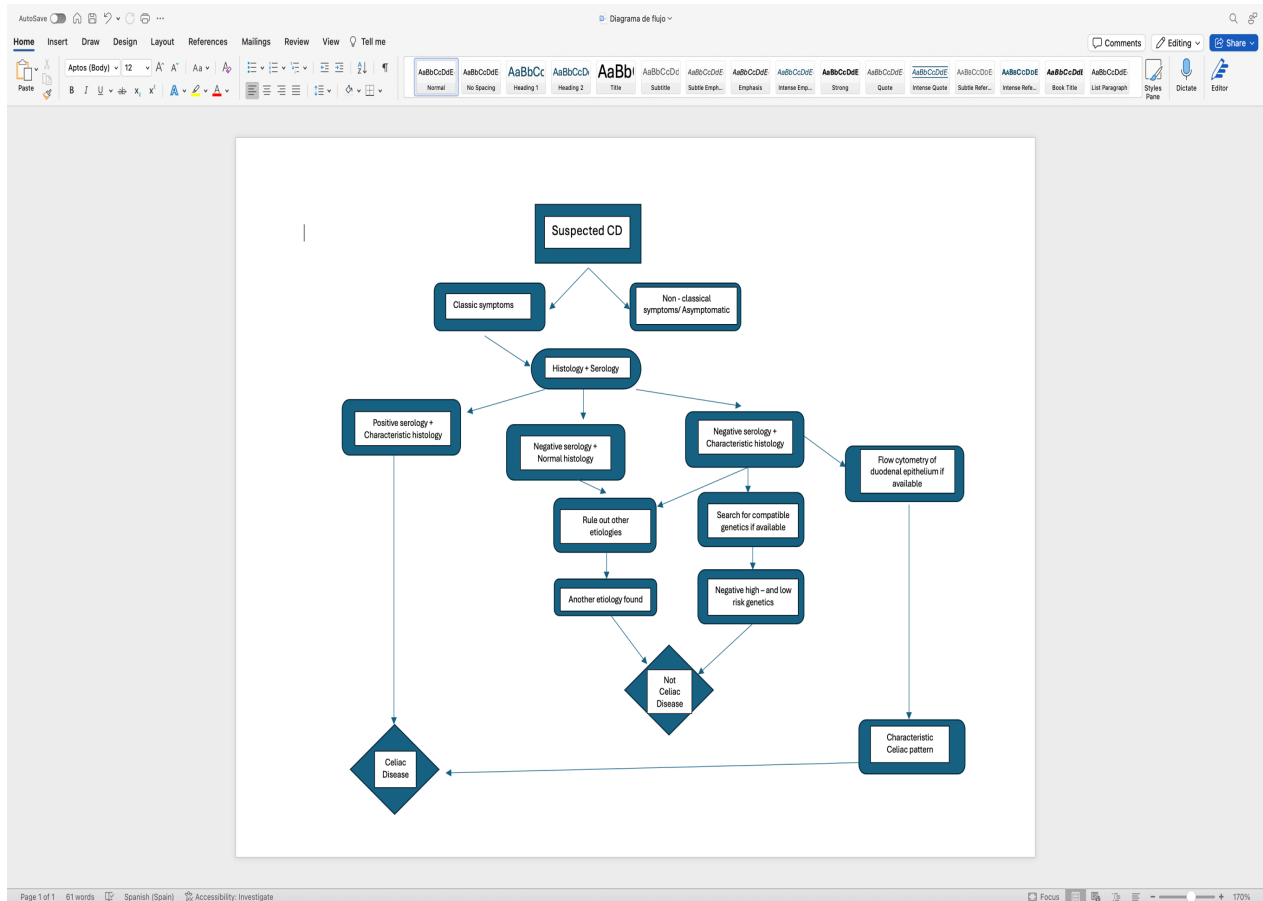 AutoSave
Diagrama de flujo
Home Insert Draw Design Layout References Mailings Review View Tell me
Comments Editing Share
Paste
Aptos (Body) 12
AaBbCcDdE AaBbCcDdE AaBbCc AaBbCcD AaBb AaBbCcDd AaBbCcDdE AaBbCcDdE AaBbCcDdE AaBbCcDdE AaBbCcDdE AaBbCcDdE AaBbCcDdE AaBbCcDdE AaBbCcDdE AaBbCcDdE
Normal No Spacing Heading 1 Heading 2 Title Subtitle Subtle Emph... Emphasis Intense Emp... Strong Quote Intense Quote Subtle Refer... Intense Refe... Book Title List Paragraph
Styles
Pane
Dictate
Editor
Suspected CD
Classic symptoms
Non - classical
symptoms/ Asymptomatic
Histology + Serology
Positive serology +
Characteristic histology
Negative serology +
Normal histology
Negative serology +
Characteristic histology
Flow cytometry of
duodenal epithelium if
available
Rule out other
etiologies
Search for compatible
genetics if available
Another etiology found
Negative high – and low
risk genetics
Not
Celiac
Disease
Characteristic
Celiac pattern
Celiac
Disease
Page 1 of 1 61 words Spanish (Spain) Accessibility: Investigate
Focus 170%